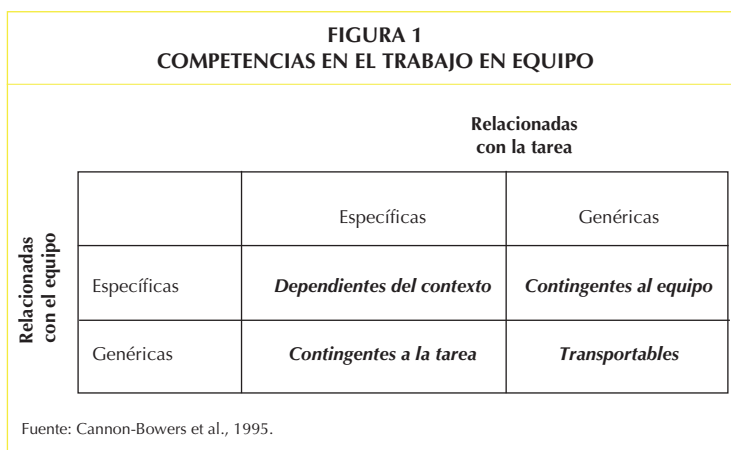 FIGURA 1
COMPETENCIAS EN EL TRABAJO EN EQUIPO
Relacionadas
con la tarea
Relacionadas
con el equipo
Específicas Genéricas
Específicas Dependientes del contexto Contingentes al equipo
Genéricas Contingentes a la tarea Transportables
Fuente: Cannon-Bowers et al., 1995.